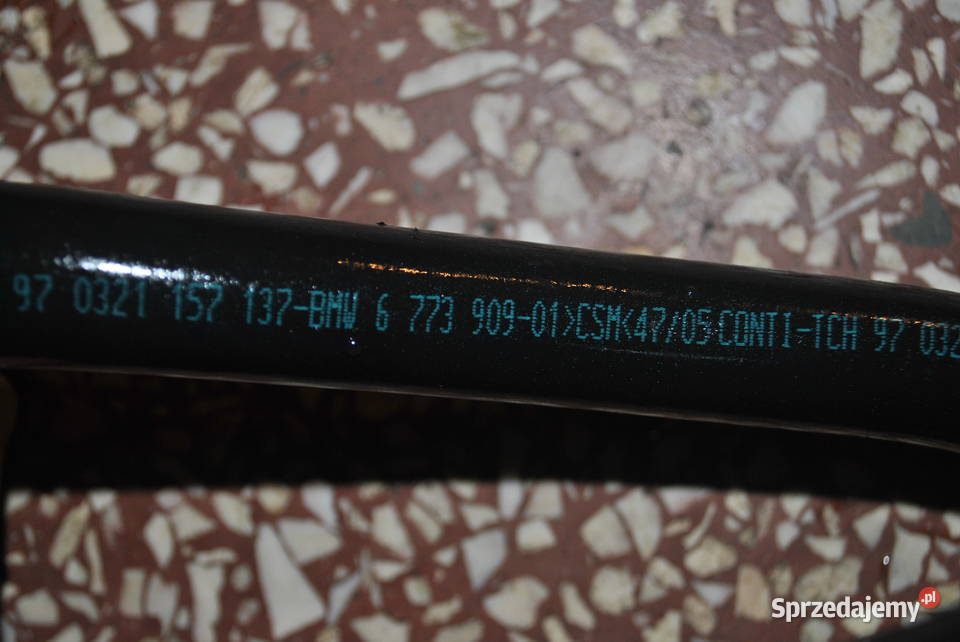 97 0321 157 137-BMW 6 773 909-01>CSM<47/05 CONTI-TCH 97 032
Sprzedajemy.pl